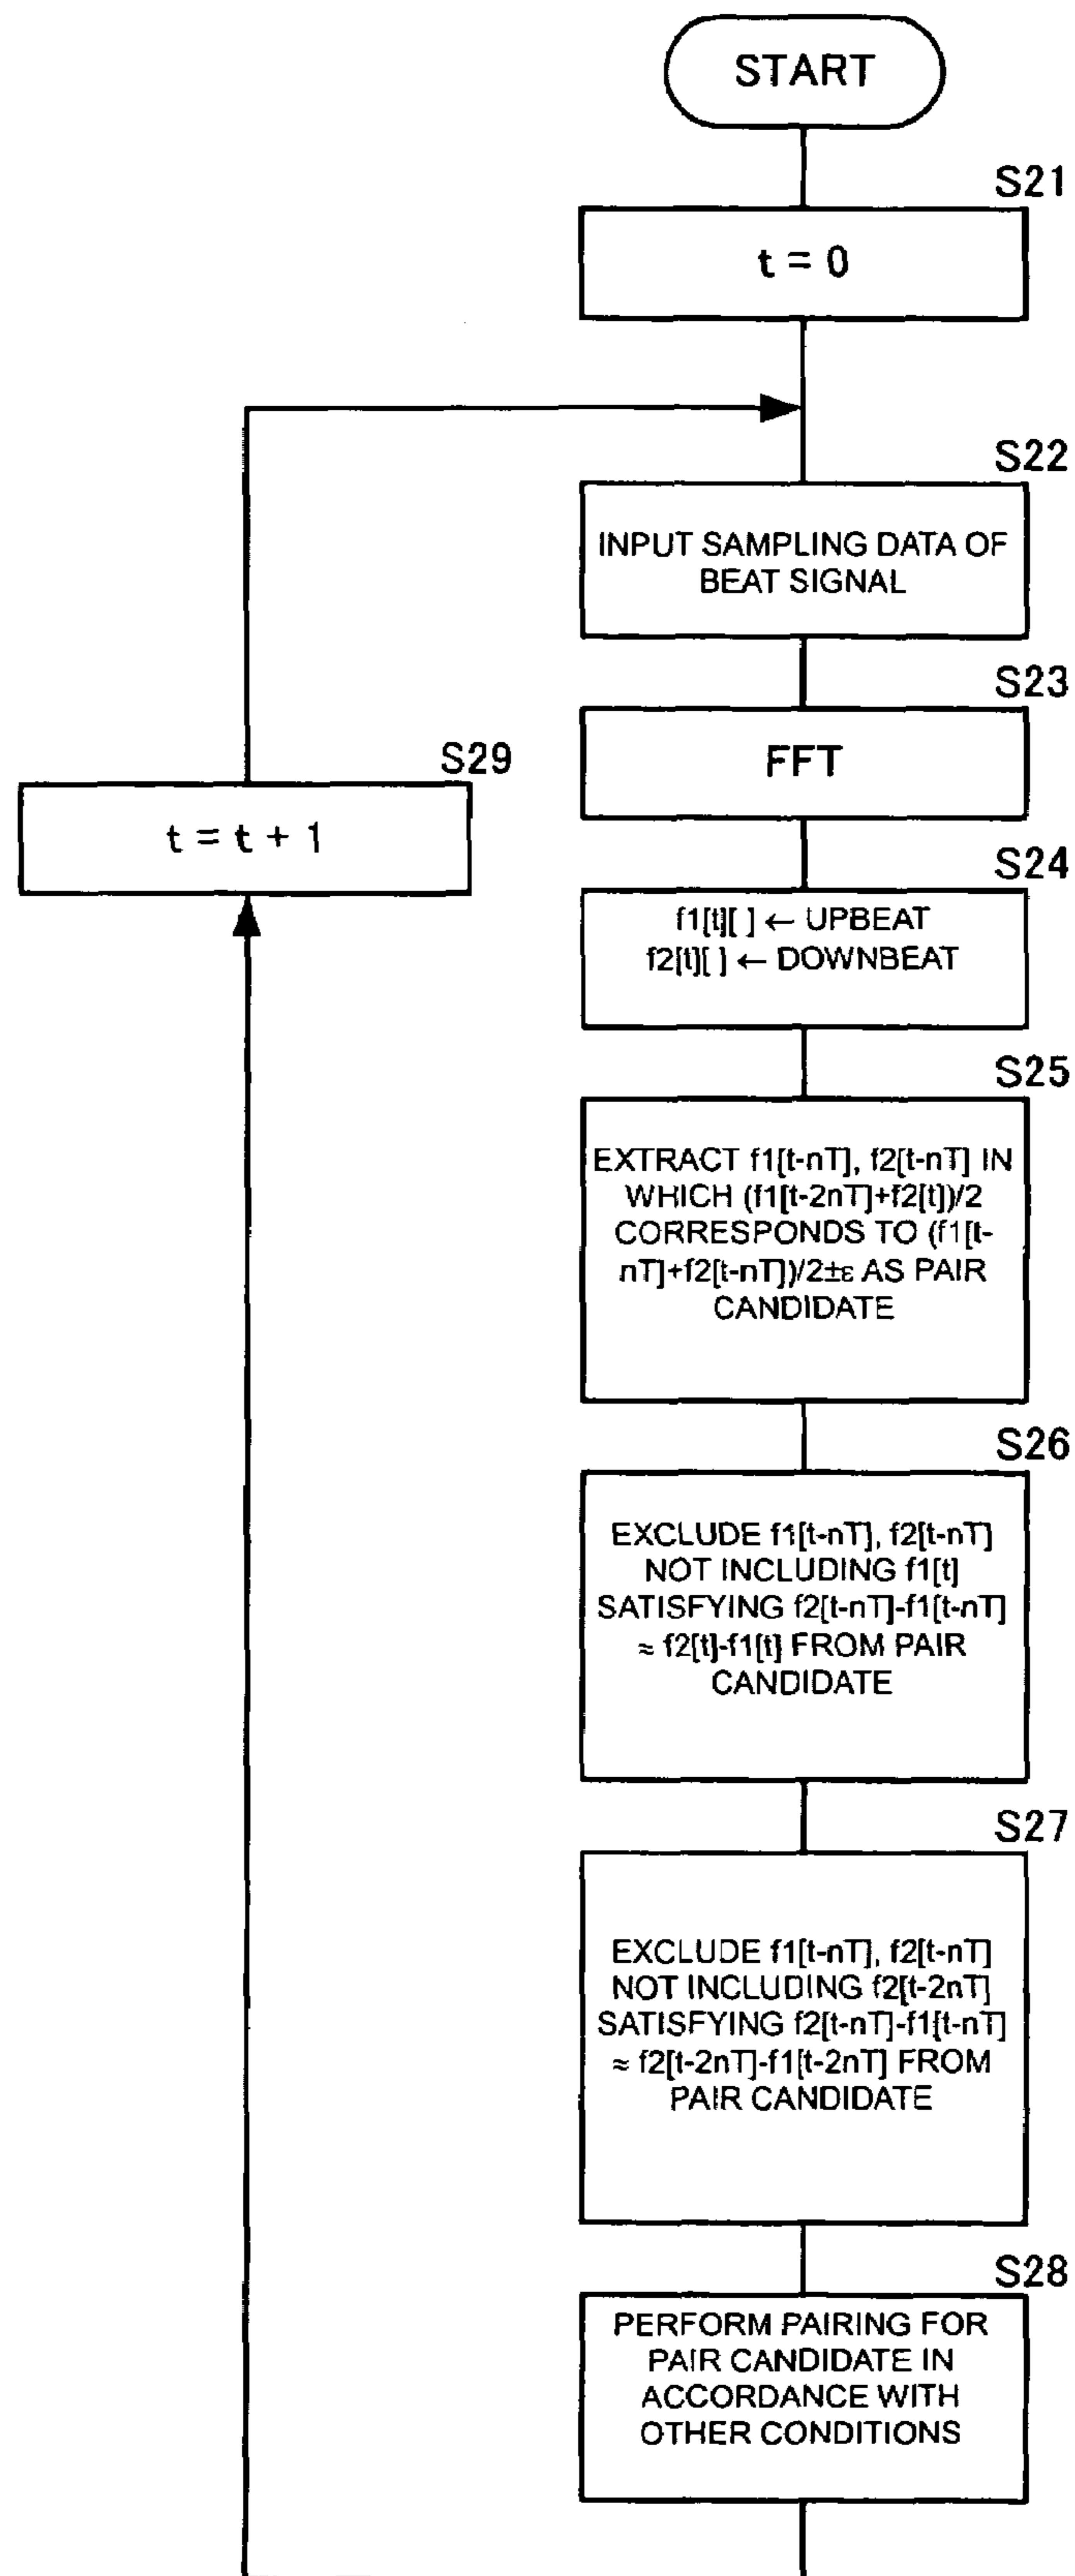 START
S21
t = 0
S22
INPUT SAMPLING DATA OF
BEAT SIGNAL
S23
FFT
S29
t = t + 1
S24
f1[t][ ] ← UPBEAT
f2[t][ ] ← DOWNBEAT
S25
EXTRACT f1[t-nT], f2[t-nT] IN
WHICH (f1[t-2nT]+f2[t])/2
CORRESPONDS TO (f1[t-
nT]+f2[t-nT])/2±ε AS PAIR
CANDIDATE
S26
EXCLUDE f1[t-nT], f2[t-nT]
NOT INCLUDING f1[t]
SATISFYING f2[t-nT]-f1[t-nT]
≈ f2[t]-f1[t] FROM PAIR
CANDIDATE
S27
EXCLUDE f1[t-nT], f2[t-nT]
NOT INCLUDING f2[t-2nT]
SATISFYING f2[t-nT]-f1[t-nT]
≈ f2[t-2nT]-f1[t-2nT] FROM
PAIR CANDIDATE
S28
PERFORM PAIRING FOR
PAIR CANDIDATE IN
ACCORDANCE WITH
OTHER CONDITIONS